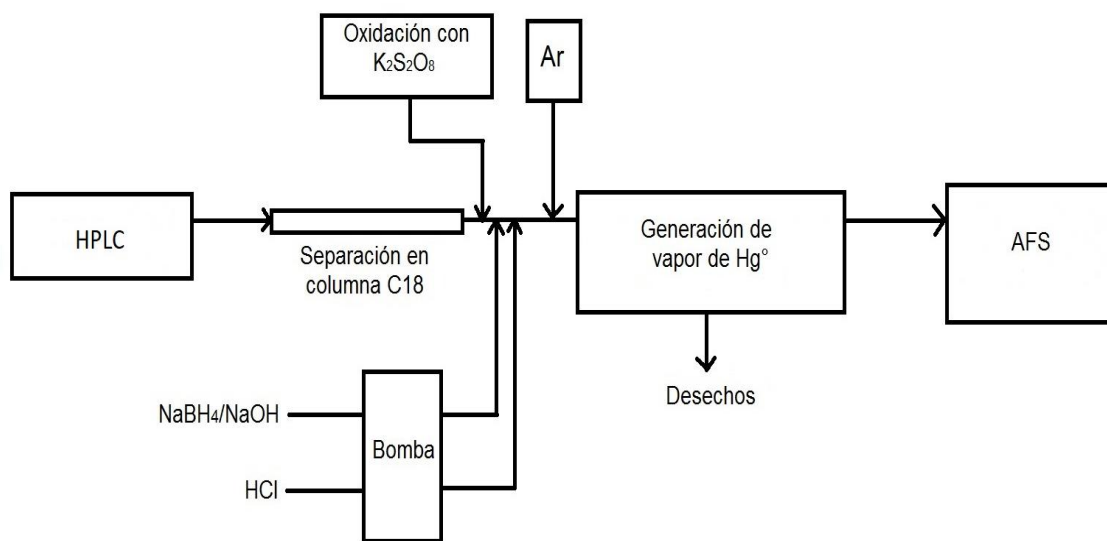 Oxidación con
K₂S₂O₈
Ar
HPLC
Separación en
columna C18
Generación de
vapor de Hg°
AFS
Desechos
NaBH₄/NaOH
Bomba
HCl